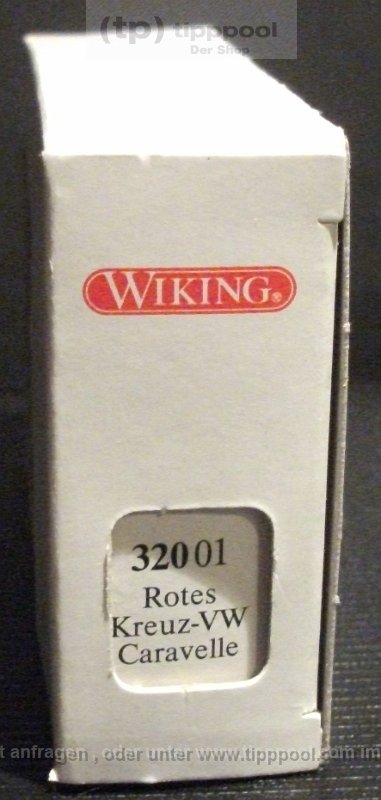 (tp) tipppool
Der Shop
WIKING®
32001
Rotes
Kreuz-VW
Caravelle
t anfragen , oder unter www.tipppool.com im